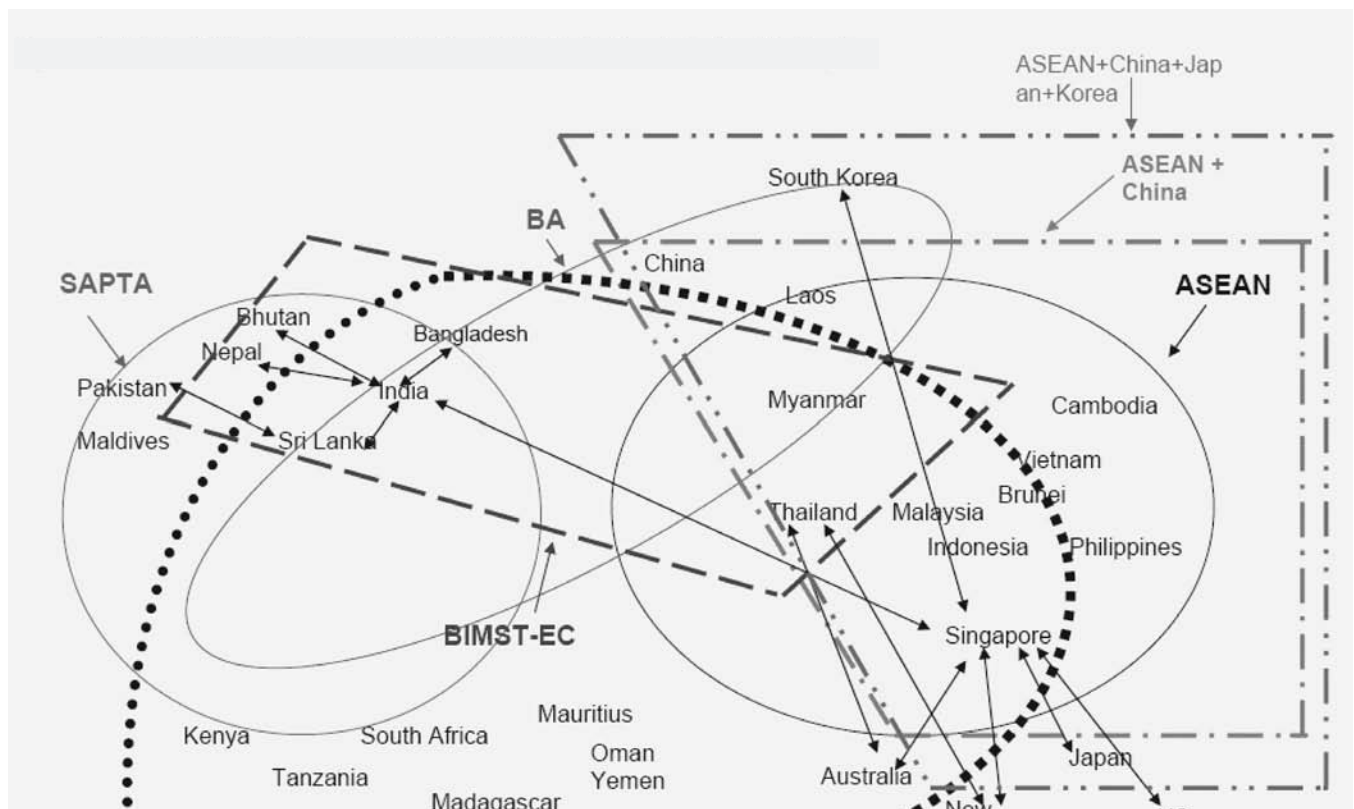 ASEAN+China+Jap
an+Korea
ASEAN +
China
South Korea
BA
China
SAPTA
ASEAN
Laos
Bhutan
Bangladesh
Nepal
Pakistan
India
Myanmar
Cambodia
Maldives
Sri Lanka
Vietnam
Brunei
Thailand
Malaysia
Indonesia
Philippines
BIMST-EC
Singapore
Mauritius
Kenya
South Africa
Oman
Yemen
Japan
Tanzania
Australia
Madagascar
New